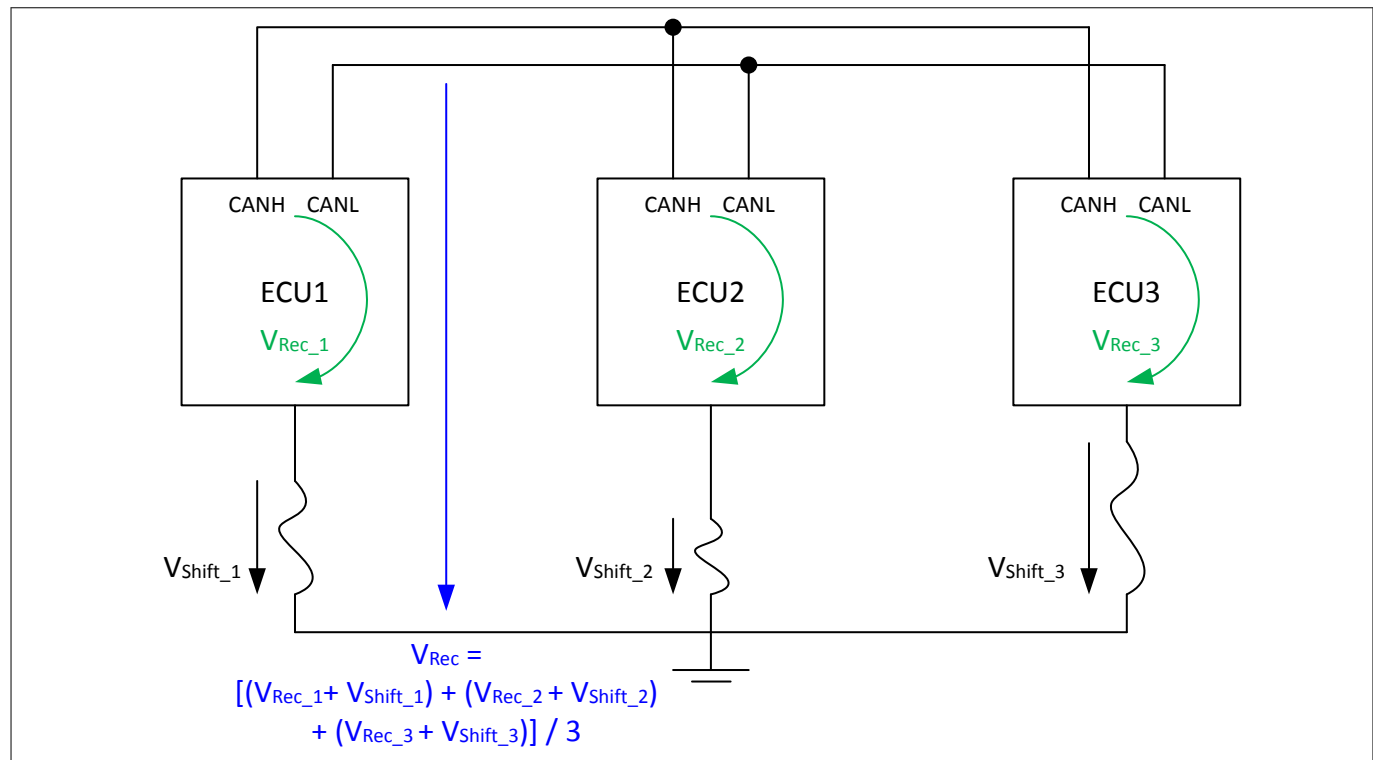 CANH CANL
ECU1
VRec_1
CANH CANL
ECU2
VRec_2
CANH CANL
ECU3
VRec_3
VShift_1
VShift_2
VShift_3
VRec =
[(VRec_1+ VShift_1) + (VRec_2 + VShift_2)
+ (VRec_3 + VShift_3)] / 3